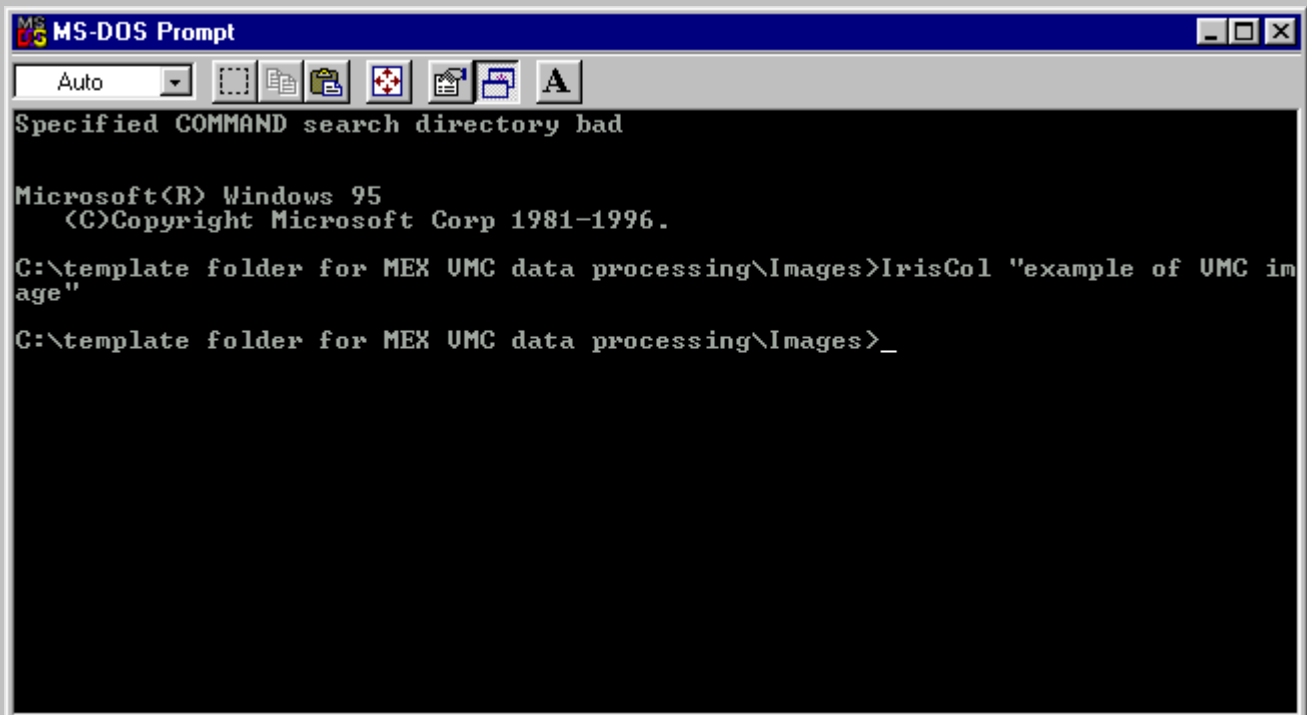 MS-DOS Prompt
Auto
A
Specified COMMAND search directory bad
Microsoft(R) Windows 95
(C)Copyright Microsoft Corp 1981-1996.
C:\template folder for MEX VMC data processing\Images>IrisCol "example of VMC im
age"
C:\template folder for MEX VMC data processing\Images>_